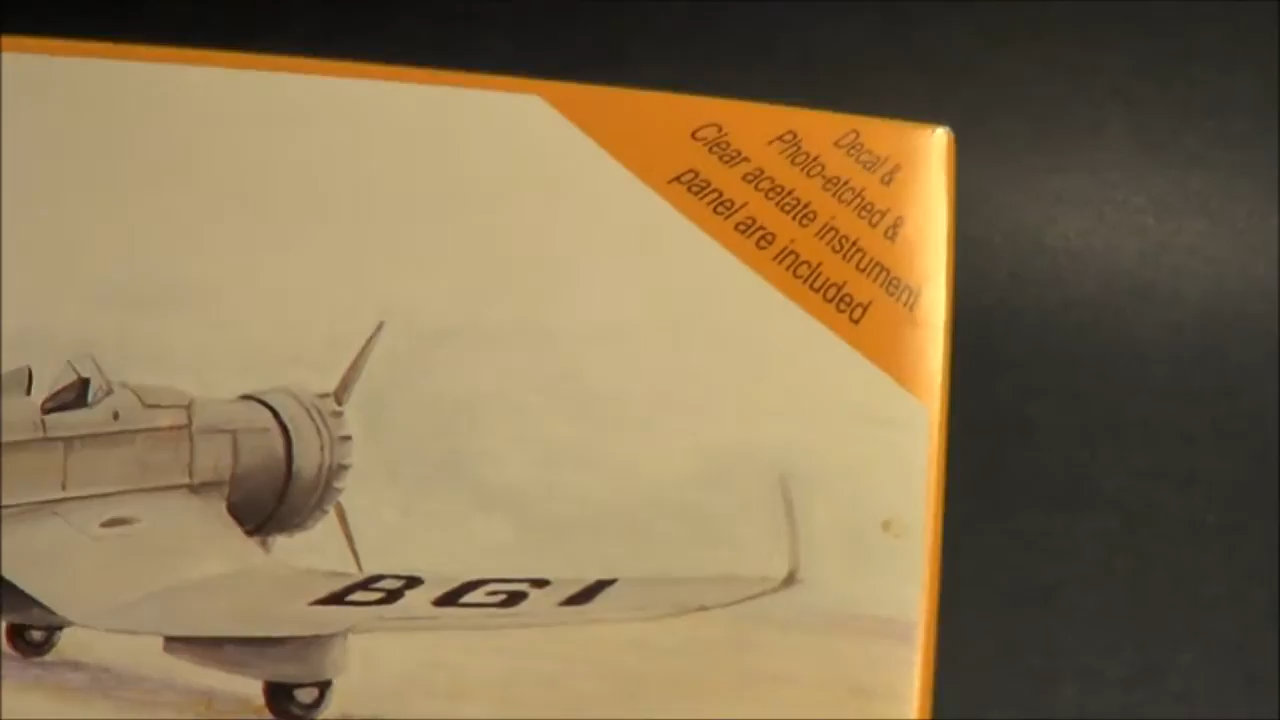 Decal &
Photo-etched &
Clear acetate instrument
panel are included
BG1